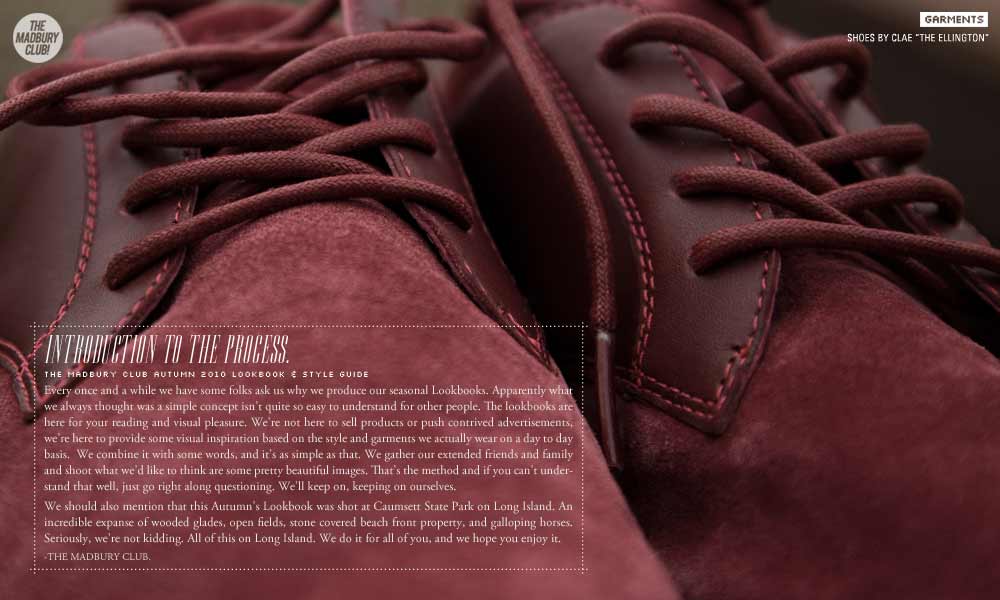 THE
MADBURY
CLUB!
GARMENTS
SHOES BY CLAE "THE ELLINGTON"
INTRODUCTION TO THE PROCESS.
THE MADBURY CLUB AUTUMN 2010 LOOKBOOK & STYLE GUIDE
Every once and a while we have some folks ask us why we produce our seasonal Lookbooks. Apparently what
we always thought was a simple concept isn't quite so easy to understand for other people. The lookbooks are
here for your reading and visual pleasure. We're not here to sell products or push contrived advertisements,
we're here to provide some visual inspiration based on the style and garments we actually wear on a day to day
basis. We combine it with some words, and it's as simple as that. We gather our extended friends and family
and shoot what we'd like to think are some pretty beautiful images. That's the method and if you can't under-
stand that well, just go right along questioning. We'll keep on, keeping on ourselves.
We should also mention that this Autumn's Lookbook was shot at Caumsett State Park on Long Island. An
incredible expanse of wooded glades, open fields, stone covered beach front property, and galloping horses.
Seriously, we're not kidding. All of this on Long Island. We do it for all of you, and we hope you enjoy it.
-THE MADBURY CLUB.